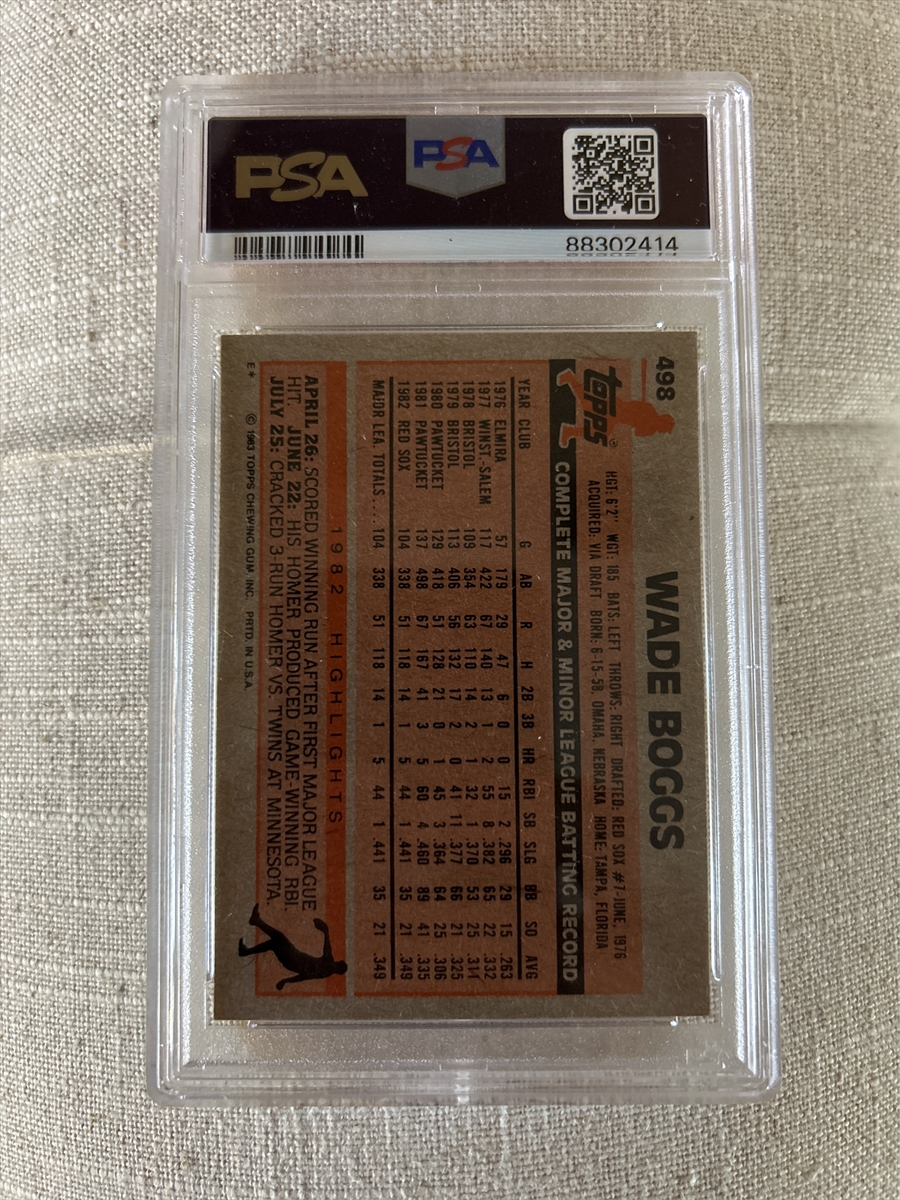 PSA
PSA
88302414
498
WADE BOGGS
TOPPS®
HGT: 6'2" WGT: 185 BATS: LEFT THROWS: RIGHT DRAFTED: RED SOX #7-JUNE, 1976
ACQUIRED: VIA DRAFT BORN: 6-15-58, OMAHA, NEBRASKA HOME: TAMPA, FLORIDA
COMPLETE MAJOR & MINOR LEAGUE BATTING RECORD
YEAR CLUB G AB R H 2B 3B HR RBI SB SLG BB SO AVG
1976 ELMIRA 57 179 29 47 6 0 0 15 2 .296 29 15 .263
1977 WINST.-SALEM 117 422 67 140 13 1 2 55 8 .382 65 22 .332
1978 BRISTOL 109 354 63 110 14 2 1 32 1 .370 53 25 .311
1979 BRISTOL 113 406 56 132 17 2 0 41 11 .377 66 21 .325
1980 PAWTUCKET 129 418 51 128 21 0 1 45 3 .364 64 25 .306
1981 PAWTUCKET 137 498 67 167 41 3 5 60 4 .460 89 41 .335
1982 RED SOX 104 338 51 118 14 1 5 44 1 .441 35 21 .349
MAJOR LEA. TOTALS.... 104 338 51 118 14 1 5 44 1 .441 35 21 .349
1982 HIGHLIGHTS
APRIL 26: SCORED WINNING RUN AFTER FIRST MAJOR LEAGUE
HIT. JUNE 22: HIS HOMER PRODUCED GAME-WINNING RBI.
JULY 25: CRACKED 3-RUN HOMER VS. TWINS AT MINNESOTA.
E* © 1983 TOPPS CHEWING GUM INC. PRTD. IN U.S.A.